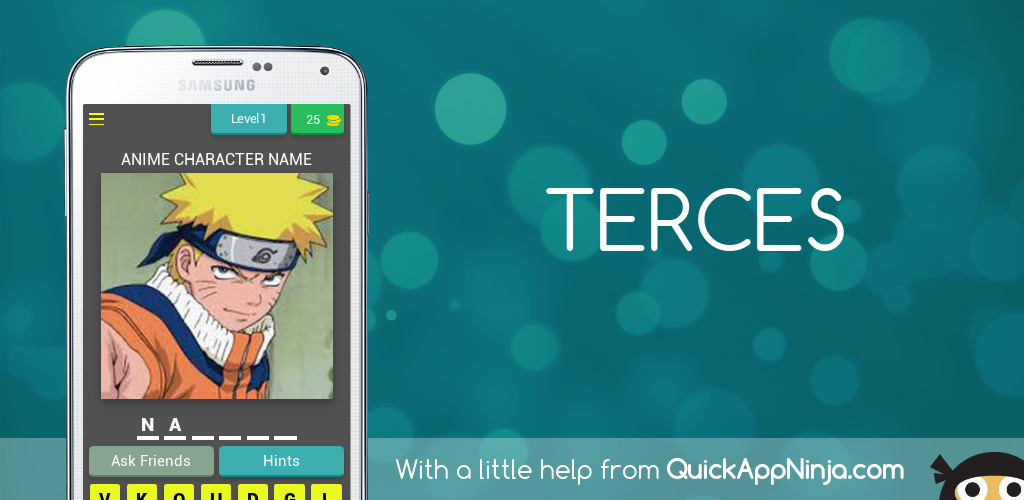 SAMSUNG
Level1
25
ANIME CHARACTER NAME
N A
Ask Friends
Hints
V K O U D G I
TERCES
With a little help from QuickAppNinja.com